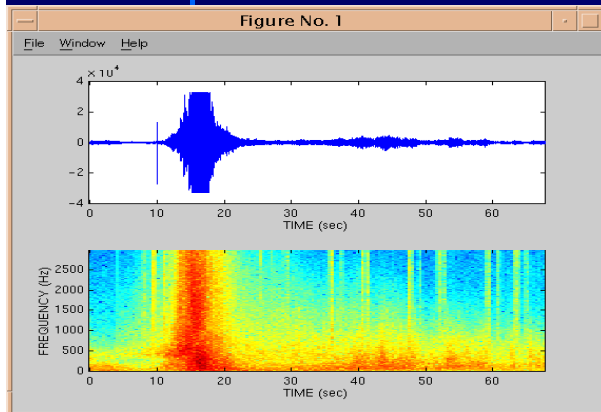 Figure No. 1
File Window Help
× 10⁴
4
2
0
−2
−4
0 10 20 30 40 50 60
TIME (sec)
FREQUENCY (Hz)
2500
2000
1500
1000
500
0
0 10 20 30 40 50 60
TIME (sec)